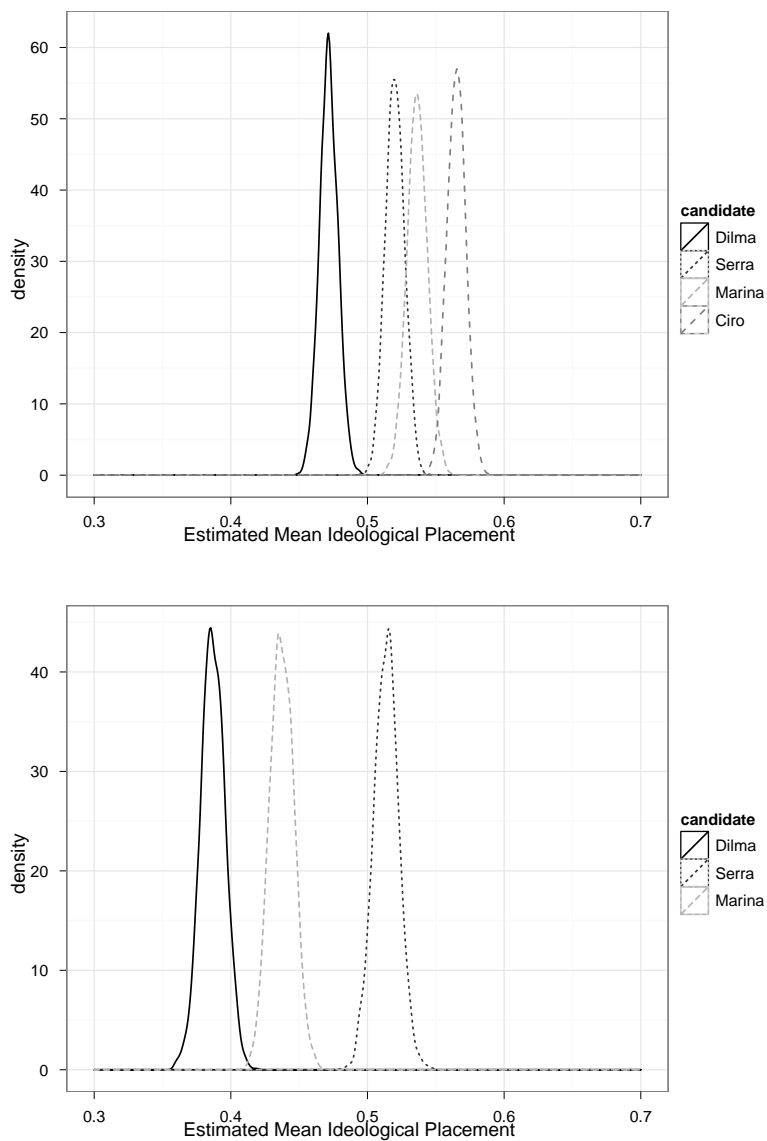 60
50
40
30
20
10
0
density
0.3 0.4 0.5 0.6 0.7
Estimated Mean Ideological Placement
candidate
Dilma
Serra
Marina
Ciro
40
30
20
10
0
density
0.3 0.4 0.5 0.6 0.7
Estimated Mean Ideological Placement
candidate
Dilma
Serra
Marina